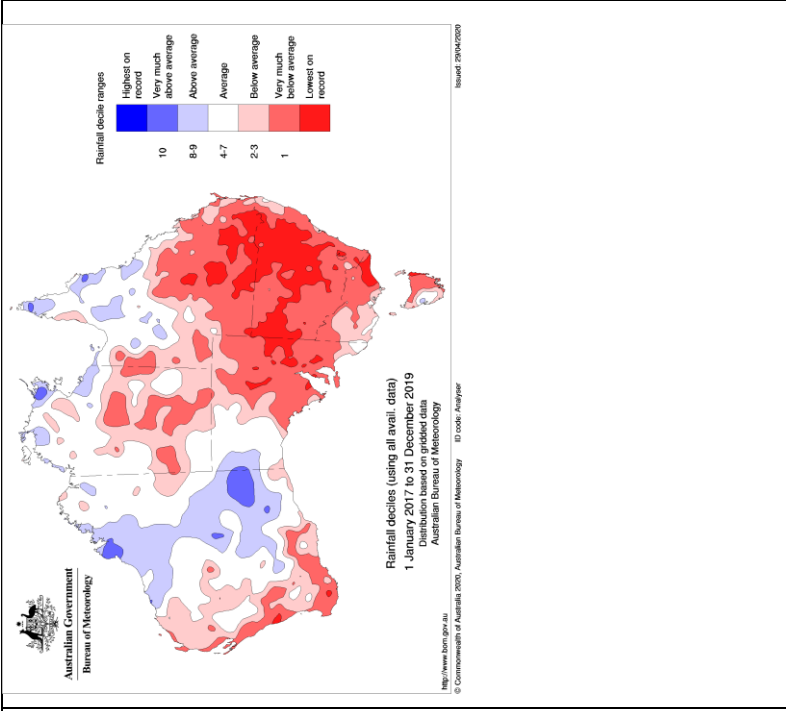 Australian Government
Bureau of Meteorology
Rainfall decile ranges
Highest on
record
10
Very much
above average
8-9
Above average
4-7
Average
2-3
Below average
1
Very much
below average
Lowest on
record
Rainfall deciles (using all avail. data)
1 January 2017 to 31 December 2019
Distribution based on gridded data
Australian Bureau of Meteorology
http://www.bom.gov.au
© Commonwealth of Australia 2020, Australian Bureau of Meteorology ID code: Analyser Issued: 29/04/2020